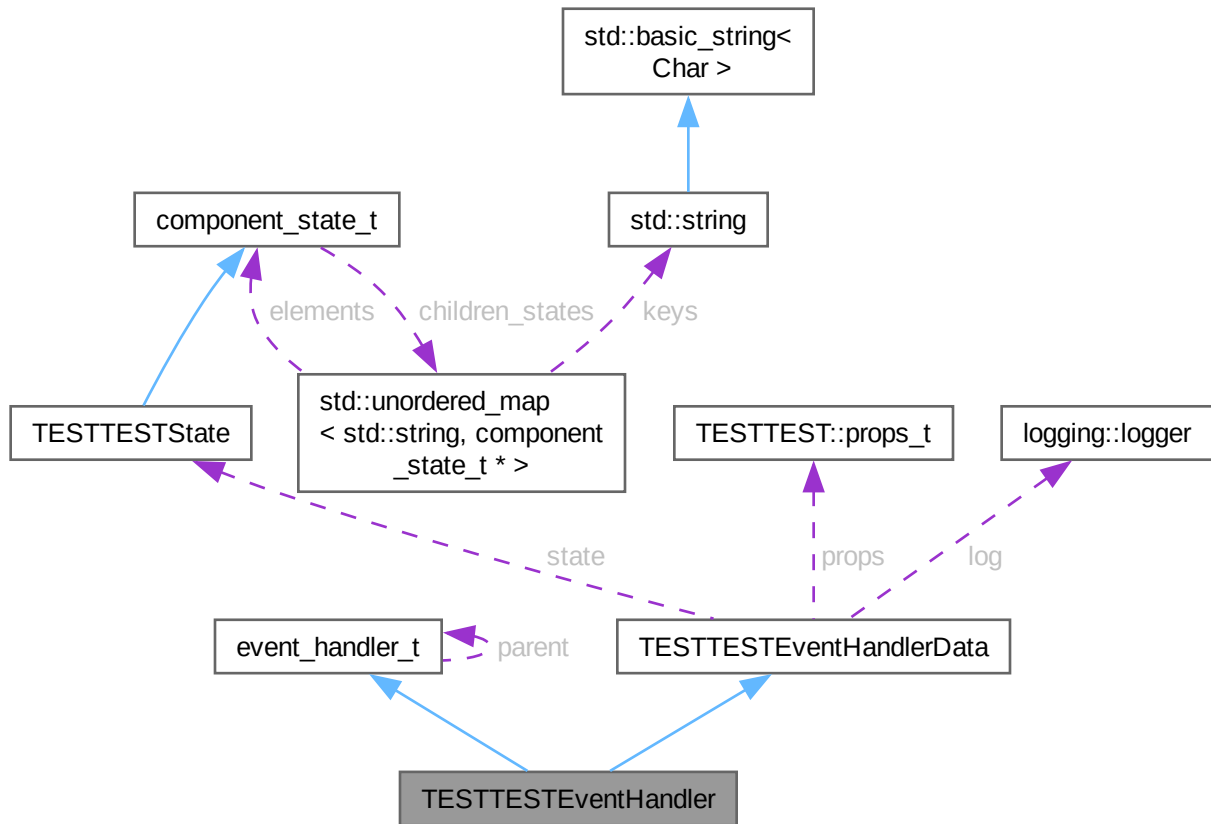 std::basic_string<
Char >
component_state_t
std::string
elements
children_states
keys
TESTTESTState
std::unordered_map
< std::string, component
_state_t * >
TESTTEST::props_t
logging::logger
state
props
log
event_handler_t
parent
TESTTESTEventHandlerData
TESTTESTEventHandler